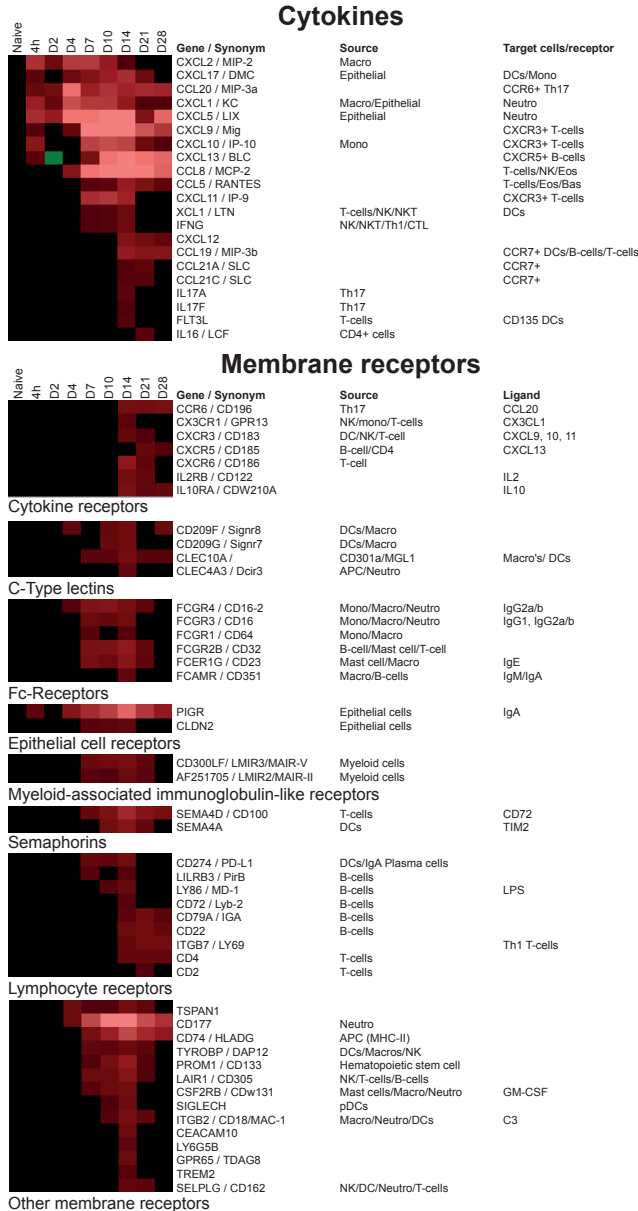 Cytokines
Naive 4h D2 D4 D7 D10 D14 D21 D28 Gene / Synonym Source Target cells/receptor
CXCL2 / MIP-2 Macro
CXCL17 / DMC Epithelial DCs/Mono
CCL20 / MIP-3a CCR6+ Th17
CXCL1 / KC Macro/Epithelial Neutro
CXCL5 / LIX Epithelial Neutro
CXCL9 / Mig CXCR3+ T-cells
CXCL10 / IP-10 Mono CXCR3+ T-cells
CXCL13 / BLC CXCR5+ B-cells
CCL8 / MCP-2 T-cells/NK/Eos
CCL5 / RANTES T-cells/Eos/Bas
CXCL11 / IP-9 CXCR3+ T-cells
XCL1 / LTN T-cells/NK/NKT DCs
IFNG NK/NKT/Th1/CTL
CXCL12
CCL19 / MIP-3b CCR7+ DCs/B-cells/T-cells
CCL21A / SLC CCR7+
CCL21C / SLC CCR7+
IL17A Th17
IL17F Th17
FLT3L T-cells CD135 DCs
IL16 / LCF CD4+ cells
Membrane receptors
Naive 4h D2 D4 D7 D10 D14 D21 D28 Gene / Synonym Source Ligand
CCR6 / CD196 Th17 CCL20
CX3CR1 / GPR13 NK/mono/T-cells CX3CL1
CXCR3 / CD183 DC/NK/T-cell CXCL9, 10, 11
CXCR5 / CD185 B-cell/CD4 CXCL13
CXCR6 / CD186 T-cell
IL2RB / CD122 IL2
IL10RA / CDW210A IL10
Cytokine receptors
CD209F / Signr8 DCs/Macro
CD209G / Signr7 DCs/Macro
CLEC10A / CD301a/MGL1 Macro's/ DCs
CLEC4A3 / Dcir3 APC/Neutro
C-Type lectins
FCGR4 / CD16-2 Mono/Macro/Neutro IgG2a/b
FCGR3 / CD16 Mono/Macro/Neutro IgG1, IgG2a/b
FCGR1 / CD64 Mono/Macro
FCGR2B / CD32 B-cell/Mast cell/T-cell
FCER1G / CD23 Mast cell/Macro IgE
FCAMR / CD351 Macro/B-cells IgM/IgA
Fc-Receptors
PIGR Epithelial cells IgA
CLDN2 Epithelial cells
Epithelial cell receptors
CD300LF/ LMIR3/MAIR-V Myeloid cells
AF251705 / LMIR2/MAIR-II Myeloid cells
Myeloid-associated immunoglobulin-like receptors
SEMA4D / CD100 T-cells CD72
SEMA4A DCs TIM2
Semaphorins
CD274 / PD-L1 DCs/IgA Plasma cells
LILRB3 / PirB B-cells
LY86 / MD-1 B-cells LPS
CD72 / Lyb-2 B-cells
CD79A / IGA B-cells
CD22 B-cells
ITGB7 / LY69 Th1 T-cells
CD4 T-cells
CD2 T-cells
Lymphocyte receptors
TSPAN1
CD177 Neutro
CD74 / HLADG APC (MHC-II)
TYROBP / DAP12 DCs/Macros/NK
PROM1 / CD133 Hematopoietic stem cell
LAIR1 / CD305 NK/T-cells/B-cells
CSF2RB / CDw131 Mast cells/Macro/Neutro GM-CSF
SIGLECH pDCs
ITGB2 / CD18/MAC-1 Macro/Neutro/DCs C3
CEACAM10
LY6G5B
GPR65 / TDAG8
TREM2
SELPLG / CD162 NK/DC/Neutro/T-cells
Other membrane receptors